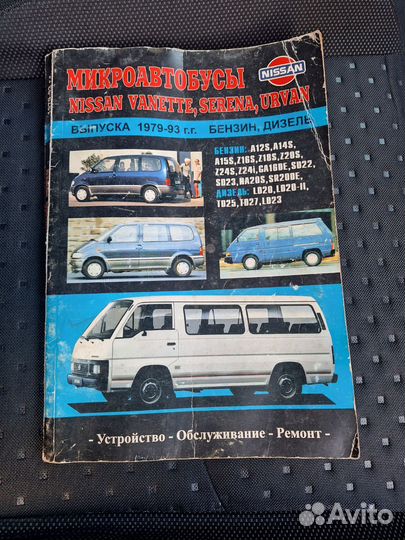 МИКРОАВТОБУСЫ
NISSAN
NISSAN VANETTE, SERENA, URVAN
ВЫПУСКА 1979-93 г.г. БЕНЗИН, ДИЗЕЛЬ
БЕНЗИН: A12S, A14S,
A15S, Z16S, Z18S, Z20S,
Z24S, Z24i, GA16DE, SD22,
SD23, DA20S, SR20DE,
ДИЗЕЛЬ: LD20, LD20-II,
TD25, TD27, LD23
- Устройство - Обслуживание - Ремонт -
Avito